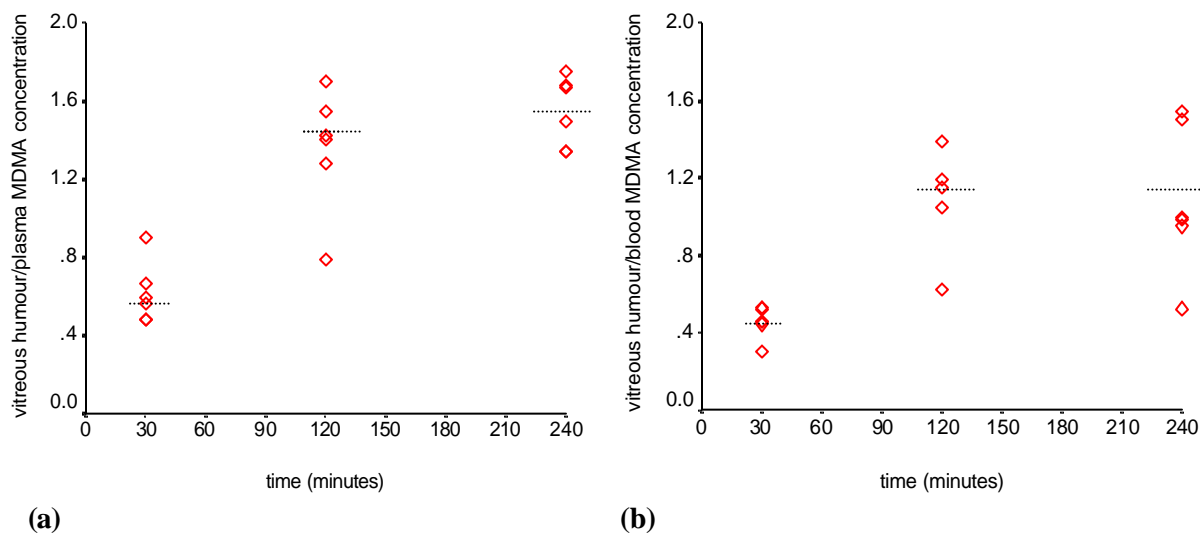 2.0
1.6
1.2
.8
.4
0.0
vitreous humour/plasma MDMA concentration
0 30 60 90 120 150 180 210 240
time (minutes)
(a)
2.0
1.6
1.2
.8
.4
0.0
vitreous humour/blood MDMA concentration
0 30 60 90 120 150 180 210 240
time (minutes)
(b)